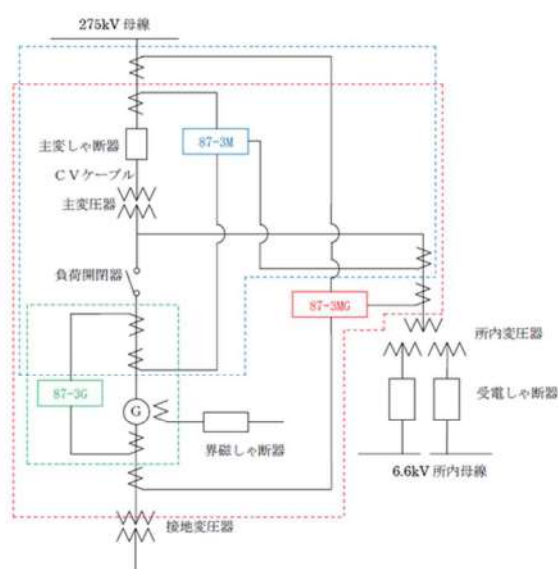 275kV 母線
主変しゃ断器
87-3M
CVケーブル
主変圧器
負荷開閉器
87-3MG
所内変圧器
87-3G
G
受電しゃ断器
界磁しゃ断器
6.6kV 所内母線
接地変圧器